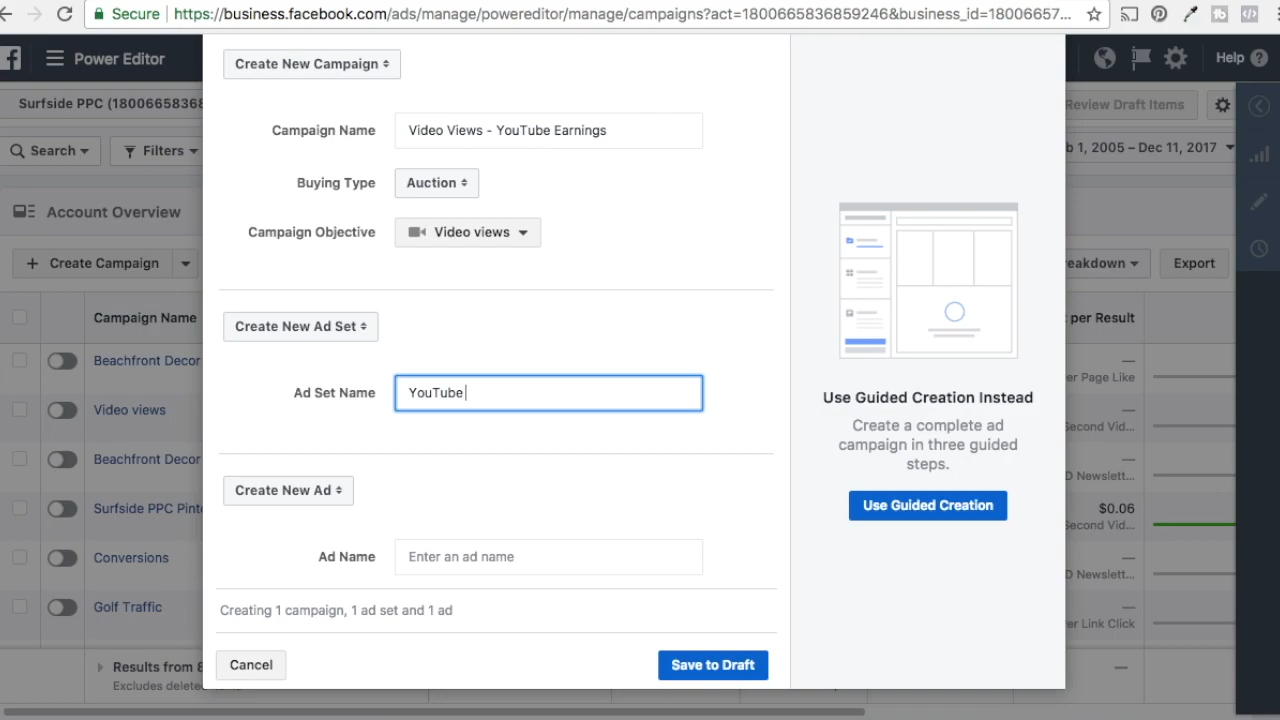 Secure https://business.facebook.com/ads/manage/powereditor/manage/campaigns?act=1800665836859246&business_id=18006657...
Power Editor
Help
Surfside PPC (18006658368
Review Draft Items
Search
Filters
b 1, 2005 – Dec 11, 2017
Account Overview
+ Create Campaign
eakdown
Export
Campaign Name
per Result
Beachfront Decor
er Page Like
Video views
Second Vid...
Beachfront Decor
D Newslett...
Surfside PPC Pint
$0.06
Second Vid...
Conversions
D Newslett...
Golf Traffic
er Link Click
Results from 8
Excludes delete
Create New Campaign
Campaign Name
Video Views - YouTube Earnings
Buying Type
Auction
Campaign Objective
Video views
Create New Ad Set
Ad Set Name
YouTube
Create New Ad
Ad Name
Enter an ad name
Creating 1 campaign, 1 ad set and 1 ad
Cancel
Save to Draft
Use Guided Creation Instead
Create a complete ad
campaign in three guided
steps.
Use Guided Creation